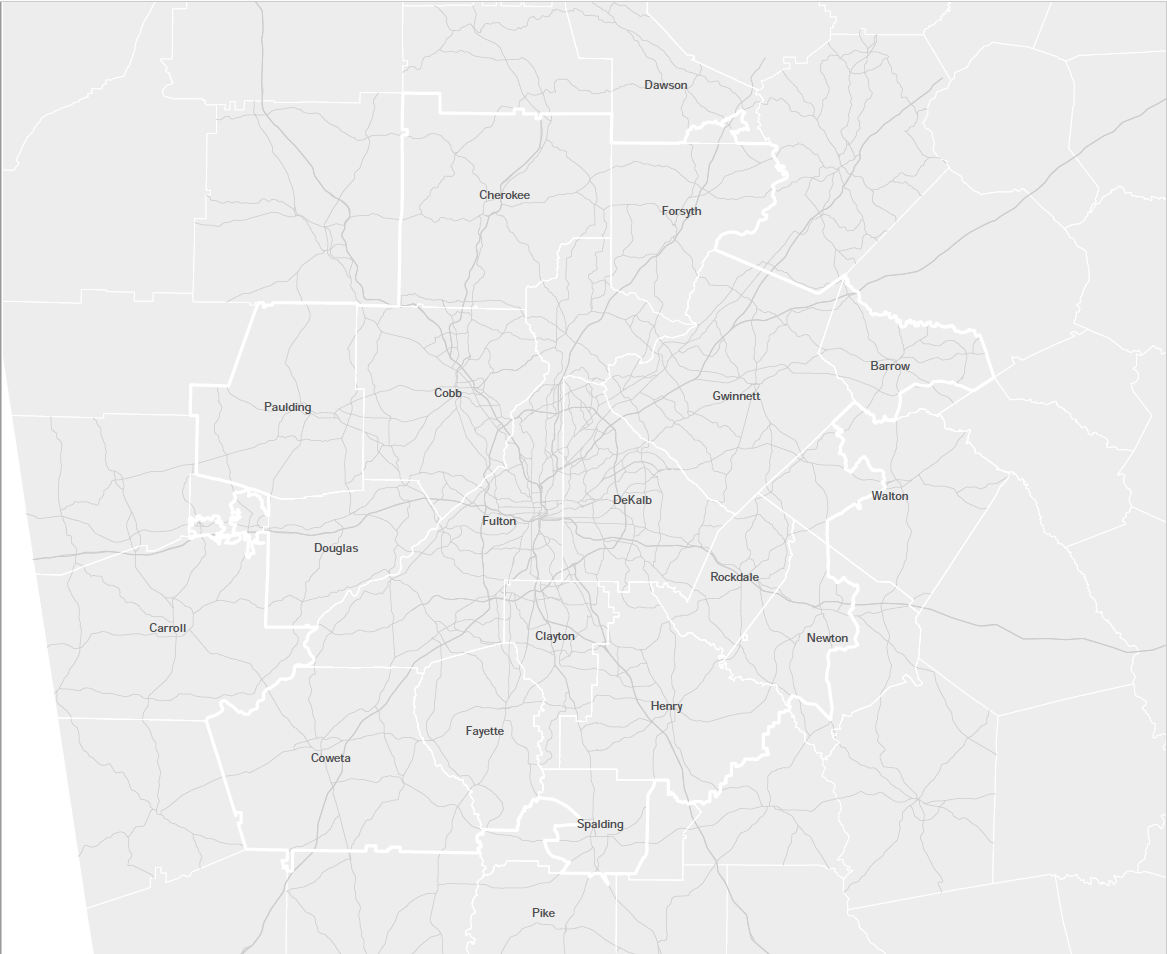 Dawson
Cherokee
Forsyth
Barrow
Cobb
Gwinnett
Paulding
Walton
DeKalb
Fulton
Douglas
Rockdale
Carroll
Clayton
Newton
Henry
Fayette
Coweta
Spalding
Pike